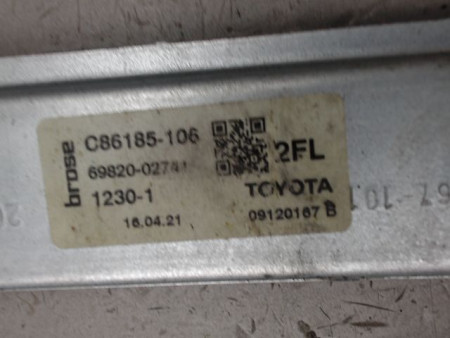 brose
C86185-106 2FL
69820-02741
1230-1 TOYOTA
16.04.21 09120167 B